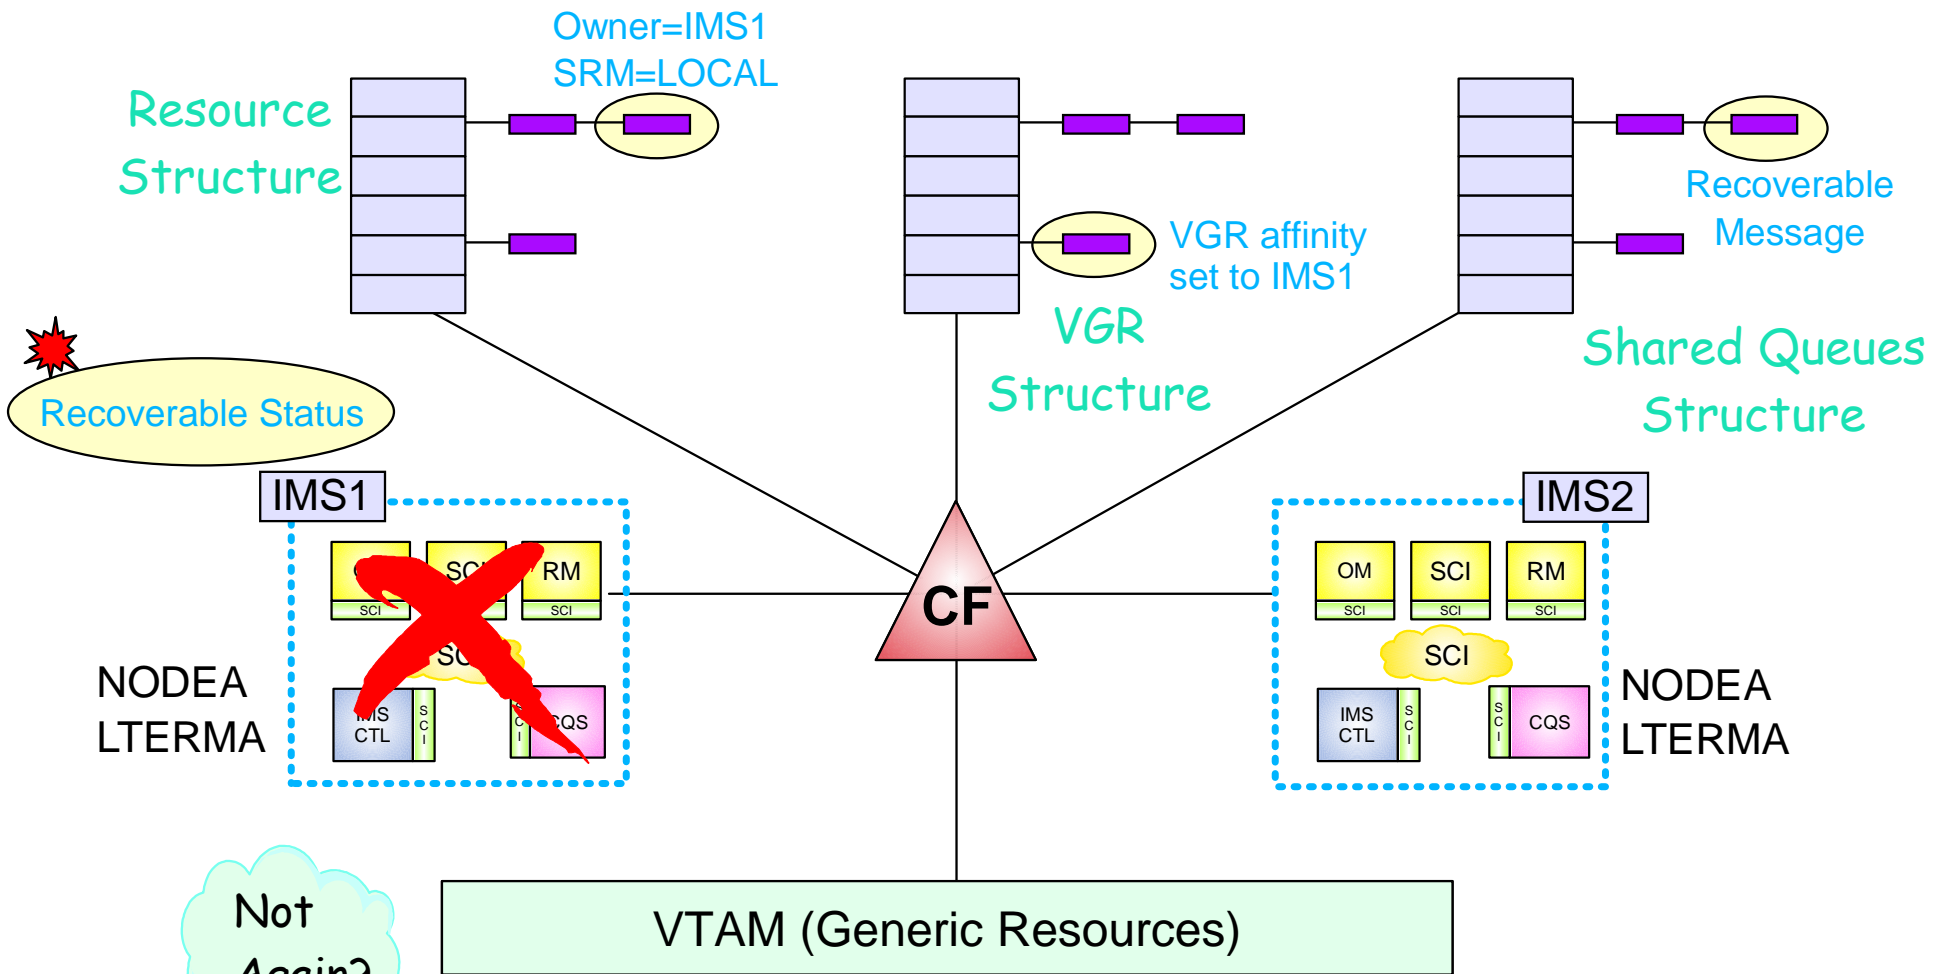 Owner=IMS1
SRM=LOCAL
Resource
Structure
VGR affinity
set to IMS1
VGR
Structure
Recoverable
Message
Shared Queues
Structure
Recoverable Status
IMS1
RM
SCI
SCI
NODEA
LTERMA
CTL
S
C
I
CF
IMS2
OM
SCI
RM
SCI
SCI
SCI
SCI
IMS
CTL
S
C
I
S
C
I
CQS
NODEA
LTERMA
Not
Again?
VTAM (Generic Resources)